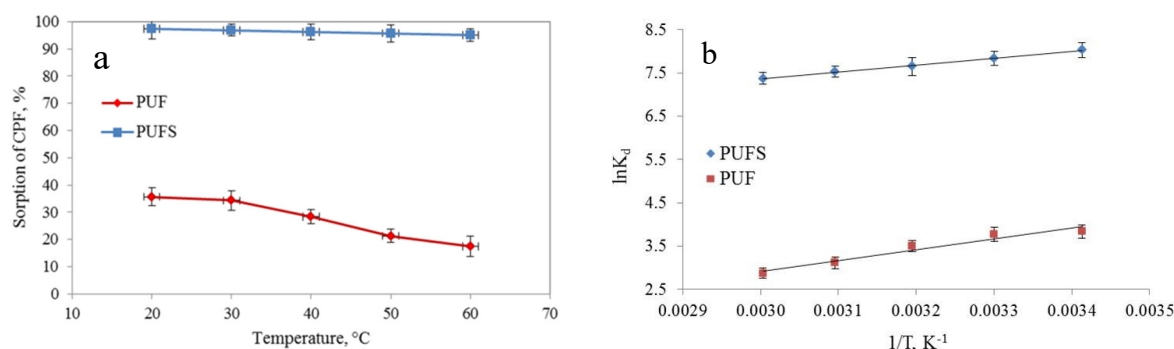 a
Sorption of CPF, %
100
90
80
70
60
50
40
30
20
10
0
PUF
PUFS
10 20 30 40 50 60 70
Temperature, °C
b
lnKd
8.5
7.5
6.5
5.5
4.5
3.5
2.5
PUFS
PUF
0.0029 0.0030 0.0031 0.0032 0.0033 0.0034 0.0035
1/T, K-1